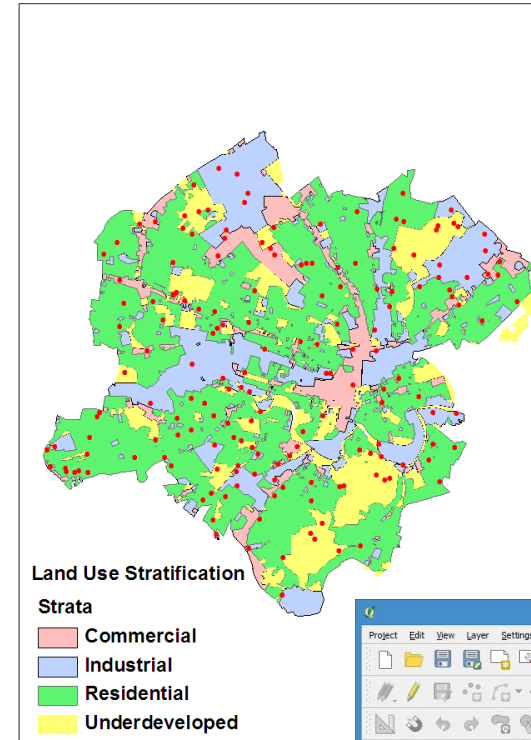 Land Use Stratification
Strata
Commercial
Industrial
Residential
Underdeveloped
Project Edit View Layer Settings